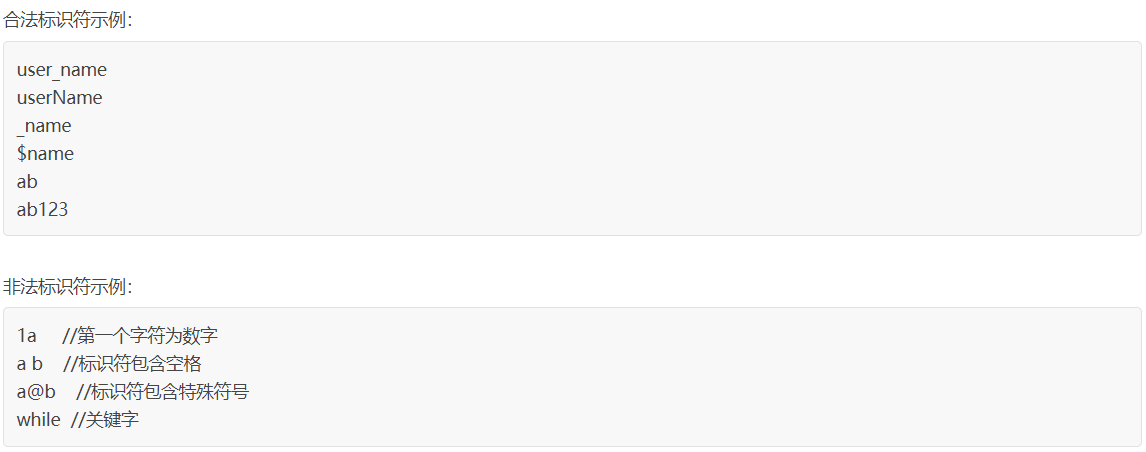 合法标识符示例：
user_name
userName
_name
$name
ab
ab123
非法标识符示例：
1a //第一个字符为数字
a b //标识符包含空格
a@b //标识符包含特殊符号
while //关键字